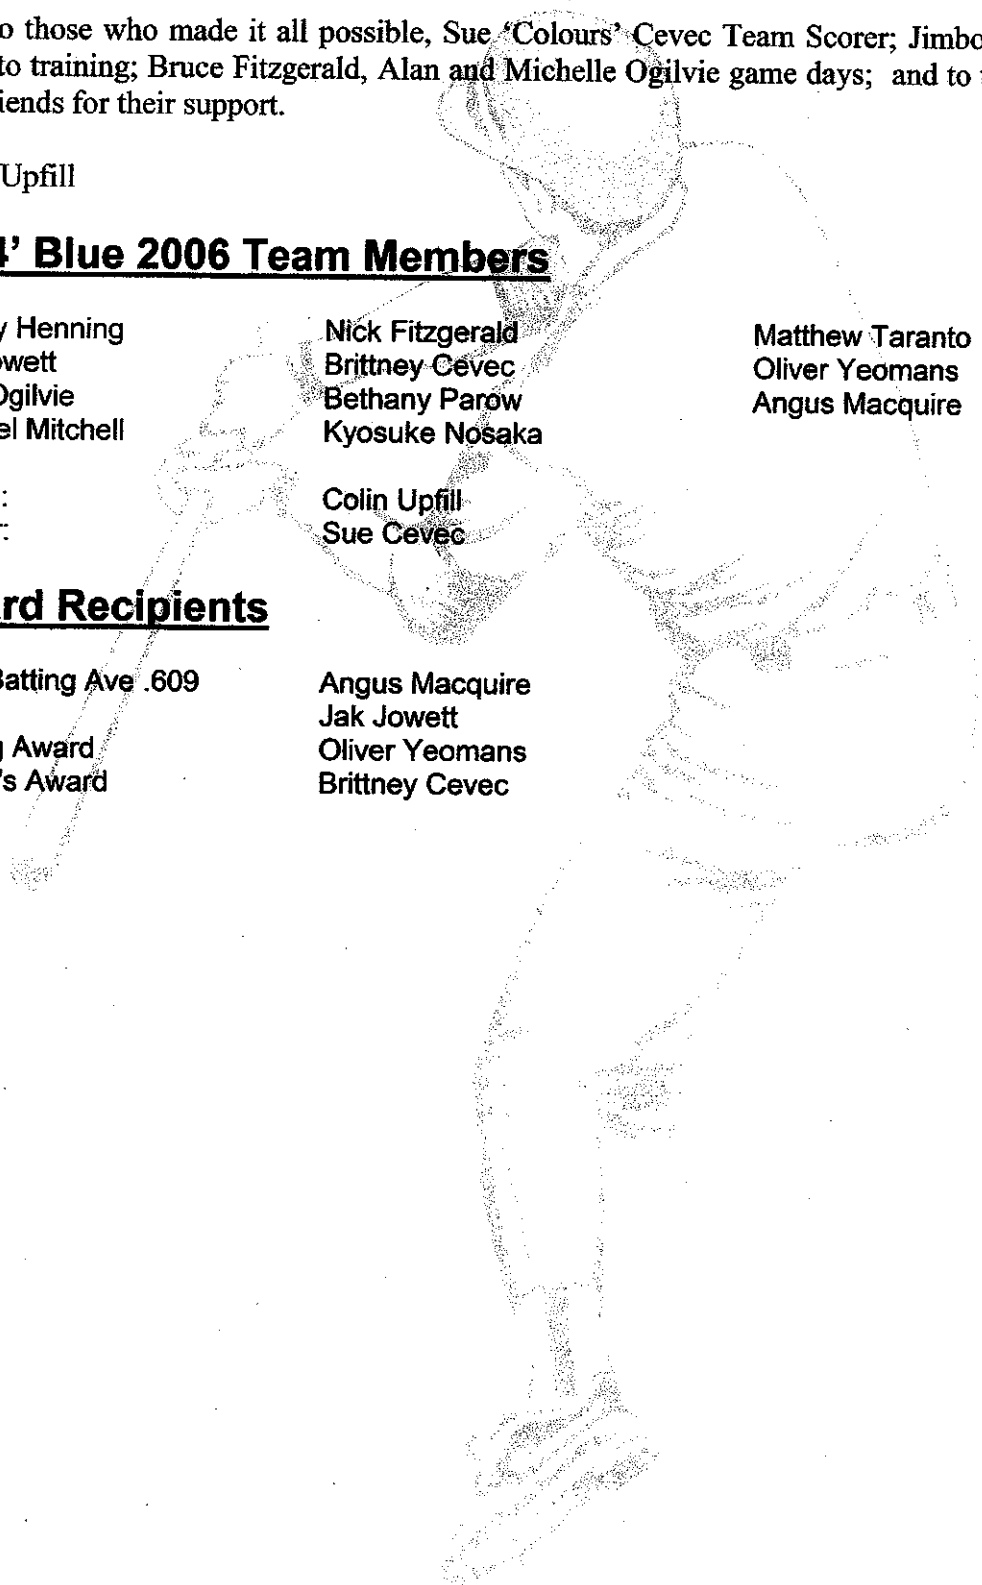 o those who made it all possible, Sue 'Colours' Cevec Team Scorer; Jimbo
to training; Bruce Fitzgerald, Alan and Michelle Ogilvie game days; and to
iends for their support.
Upfill
4' Blue 2006 Team Members
y Henning Nick Fitzgerald Matthew Taranto
owett Brittney Cevec Oliver Yeomans
Ogilvie Bethany Parow Angus Macquire
el Mitchell Kyosuke Nosaka
: Colin Upfill
: Sue Cevec
rd Recipients
Batting Ave .609 Angus Macquire
Jak Jowett
g Award Oliver Yeomans
's Award Brittney Cevec